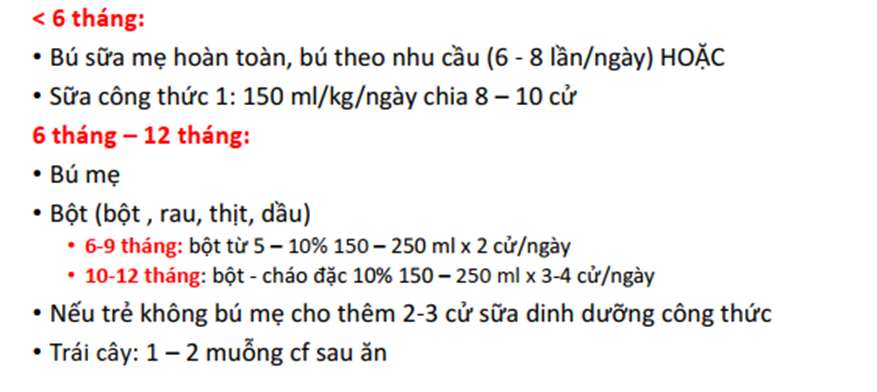 < 6 tháng:
• Bú sữa mẹ hoàn toàn, bú theo nhu cầu (6 - 8 lần/ngày) HOẶC
• Sữa công thức 1: 150 ml/kg/ngày chia 8 – 10 cử
6 tháng – 12 tháng:
• Bú mẹ
• Bột (bột , rau, thịt, dầu)
• 6-9 tháng: bột từ 5 – 10% 150 – 250 ml x 2 cử/ngày
• 10-12 tháng: bột - cháo đặc 10% 150 – 250 ml x 3-4 cử/ngày
• Nếu trẻ không bú mẹ cho thêm 2-3 cử sữa dinh dưỡng công thức
• Trái cây: 1 – 2 muỗng cf sau ăn